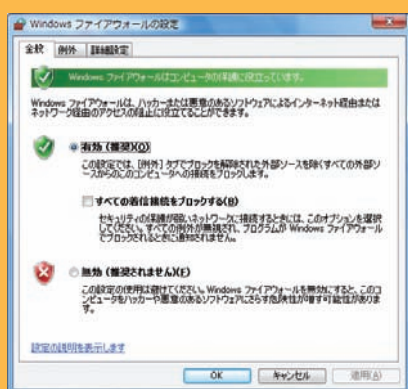 Windows ファイアウォールの設定
全般 例外 詳細設定
Windows ファイアウォールはコンピュータの保護に役立っています。
Windows ファイアウォールは、ハッカーまたは悪意のあるソフトウェアによるインターネット経由または
ネットワーク経由のアクセスの阻止に役立てることができます。
有効 (推奨)(O)
この設定では、[例外] タブでブロックを解除された外部ソースを除くすべての外部ソ
ースからのこのコンピュータへの接続をブロックします。
すべての着信接続をブロックする(B)
セキュリティの保護が弱いネットワークに接続するときには、このオプションを選択
してください。すべての例外が無視され、プログラムが Windows ファイアウォール
でブロックされるときに通知されません。
無効 (推奨されません)(F)
この設定の使用は避けてください。Windows ファイアウォールを無効にすると、このコ
ンピュータをハッカーや悪意のあるソフトウェアにさらす危険性が増す可能性がありま
す。
設定の説明を表示します
OK キャンセル 適用(A)